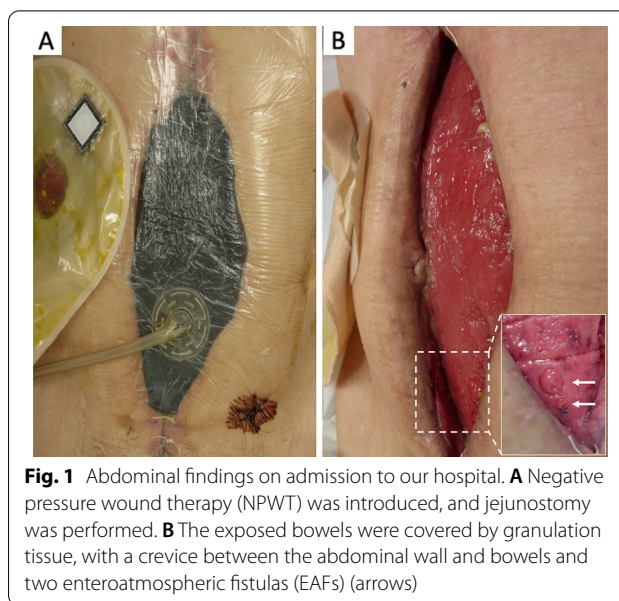 A
B
Fig. 1 Abdominal findings on admission to our hospital. A Negative
pressure wound therapy (NPWT) was introduced, and jejunostomy
was performed. B The exposed bowels were covered by granulation
tissue, with a crevice between the abdominal wall and bowels and
two enteroatmospheric fistulas (EAFs) (arrows)